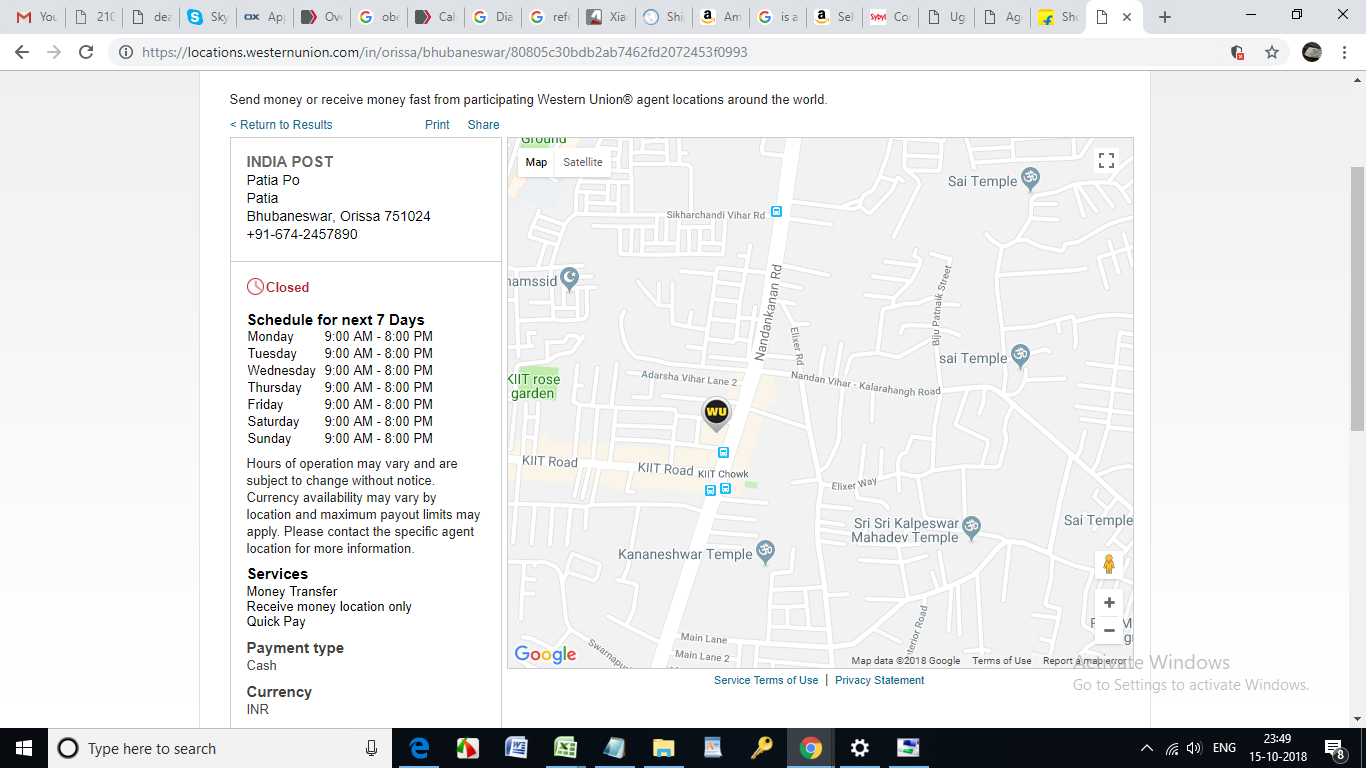 You
210
dea
Sky
App
Ove
obe
Cal
Dia
refe
Xia
Shi
Am
is a
Sel
Sybyl Co
Ug
Ag
Sho
https://locations.westernunion.com/in/orissa/bhubaneswar/80805c30bdb2ab7462fd2072453f0993
Send money or receive money fast from participating Western Union® agent locations around the world.
< Return to Results Print Share
INDIA POST
Patia Po
Patia
Bhubaneswar, Orissa 751024
+91-674-2457890
Closed
Schedule for next 7 Days
Monday 9:00 AM - 8:00 PM
Tuesday 9:00 AM - 8:00 PM
Wednesday 9:00 AM - 8:00 PM
Thursday 9:00 AM - 8:00 PM
Friday 9:00 AM - 8:00 PM
Saturday 9:00 AM - 8:00 PM
Sunday 9:00 AM - 8:00 PM
Hours of operation may vary and are
subject to change without notice.
Currency availability may vary by
location and maximum payout limits may
apply. Please contact the specific agent
location for more information.
Services
Money Transfer
Receive money location only
Quick Pay
Payment type
Cash
Currency
INR
Ground
Map Satellite
Sai Temple
Sikharchandi Vihar Rd
hamssid
Nandankanan Rd
Biju Patnaik Street
Elixer Rd
sai Temple
KIIT rose
garden
Adarsha Vihar Lane 2
Nandan Vihar - Kalarahangh Road
WU
KIIT Road
KIIT Road
KIIT Chowk
Elixer Way
Sri Sri Kalpeswar
Mahadev Temple
Sai Temple
Kananeshwar Temple
+
−
Main Lane
Main Lane 2
Swarnapu
nterior Road
Google
Map data ©2018 Google Terms of Use Report a map error
Service Terms of Use | Privacy Statement
Activate Windows
Go to Settings to activate Windows.
Type here to search
ENG
23:49
15-10-2018
8